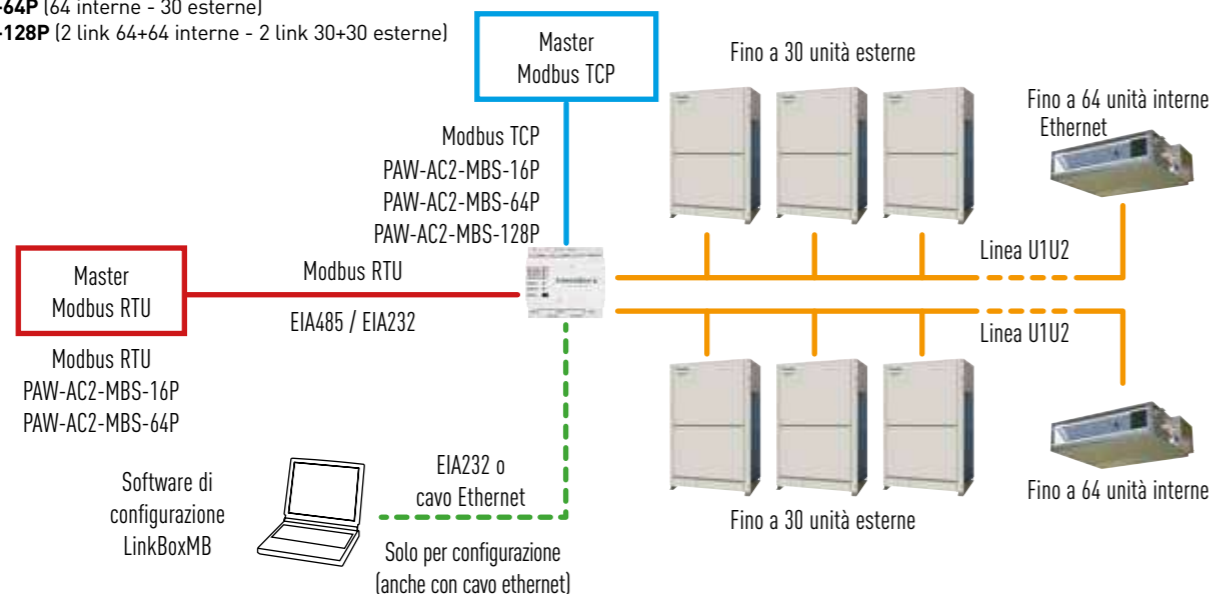 -64P (64 interne - 30 esterne)
-128P (2 link 64+64 interne - 2 link 30+30 esterne)
Master
Modbus TCP
Fino a 30 unità esterne
Fino a 64 unità interne
Ethernet
Modbus TCP
PAW-AC2-MBS-16P
PAW-AC2-MBS-64P
PAW-AC2-MBS-128P
Linea U1U2
Master
Modbus RTU
Modbus RTU
EIA485 / EIA232
Linea U1U2
Modbus RTU
PAW-AC2-MBS-16P
PAW-AC2-MBS-64P
Software di
configurazione
LinkBoxMB
EIA232 o
cavo Ethernet
Solo per configurazione
(anche con cavo ethernet)
Fino a 30 unità esterne
Fino a 64 unità interne